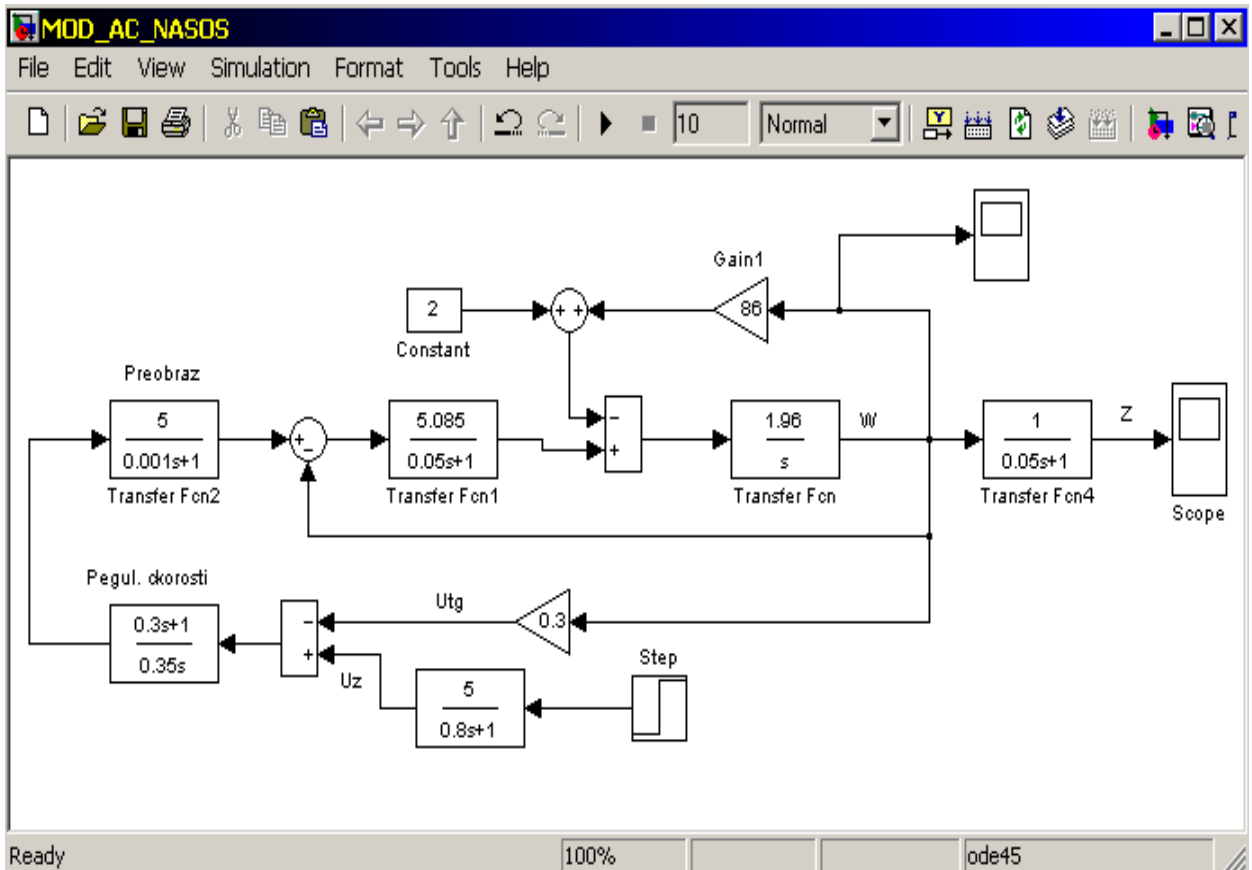 MOD_AC_NASOS
File Edit View Simulation Format Tools Help
10 Normal
Gain1
86
2
Constant
+ +
Preobraz
5
0.001s+1
Transfer Fcn2
+
-
5.085
0.05s+1
Transfer Fcn1
-
+
1.96
s
Transfer Fcn
W
1
0.05s+1
Transfer Fcn4
Z
Scope
Pegul. ckorosti
0.3s+1
0.35s
-
+
Utg
0.3
Uz
5
0.8s+1
Step
Ready 100% ode45